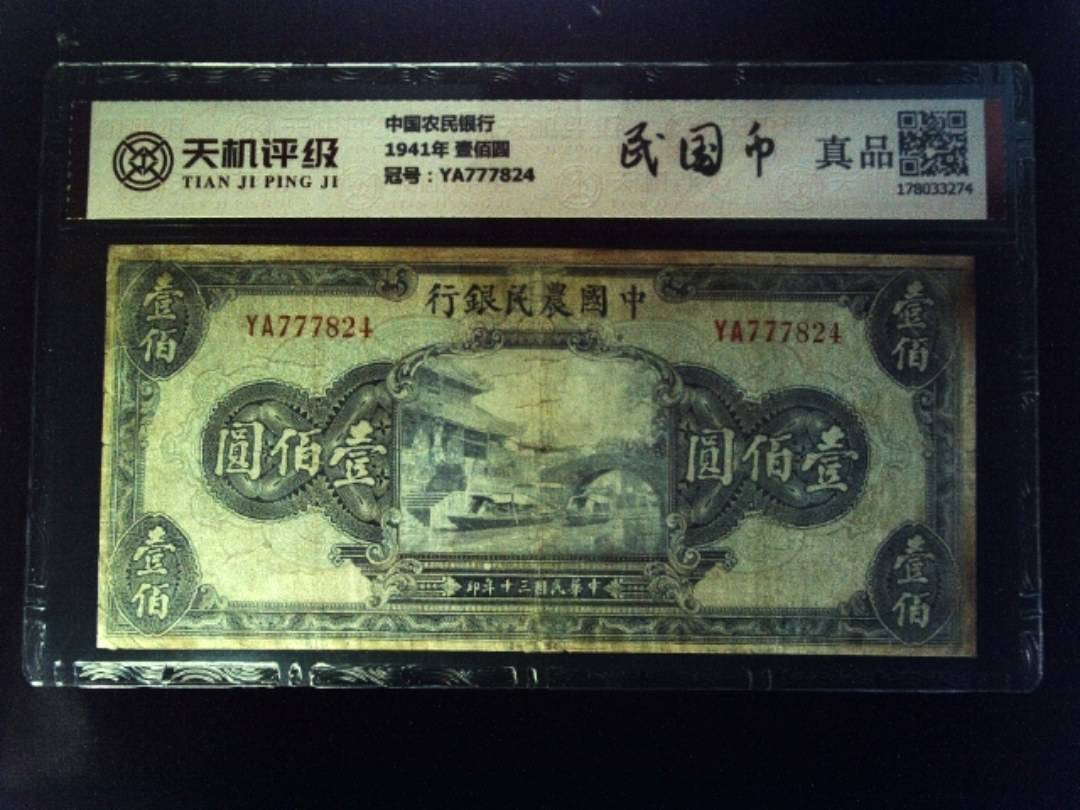 天机评级
TIAN JI PING JI
中国农民银行
1941年 壹佰圆
冠号：YA777824
民国币
真品
178033274
行銀民農國中
壹佰
壹佰
YA777824
YA777824
圓佰壹
圓佰壹
印年十三國民華中
壹佰
壹佰